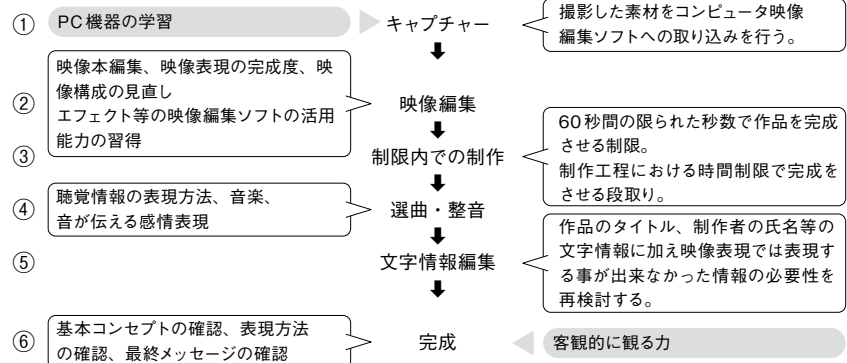 ① PC機器の学習
キャプチャー
撮影した素材をコンピュータ映像
編集ソフトへの取り込みを行う。
②
映像本編集、映像表現の完成度、映
像構成の見直し
エフェクト等の映像編集ソフトの活用
能力の習得
映像編集
③
制限内での制作
60秒間の限られた秒数で作品を完成
させる制限。
制作工程における時間制限で完成を
させる段取り。
④
聴覚情報の表現方法、音楽、
音が伝える感情表現
選曲・整音
⑤
文字情報編集
作品のタイトル、制作者の氏名等の
文字情報に加え映像表現では表現す
る事が出来なかった情報の必要性を
再検討する。
⑥
基本コンセプトの確認、表現方法
の確認、最終メッセージの確認
完成
客観的に観る力